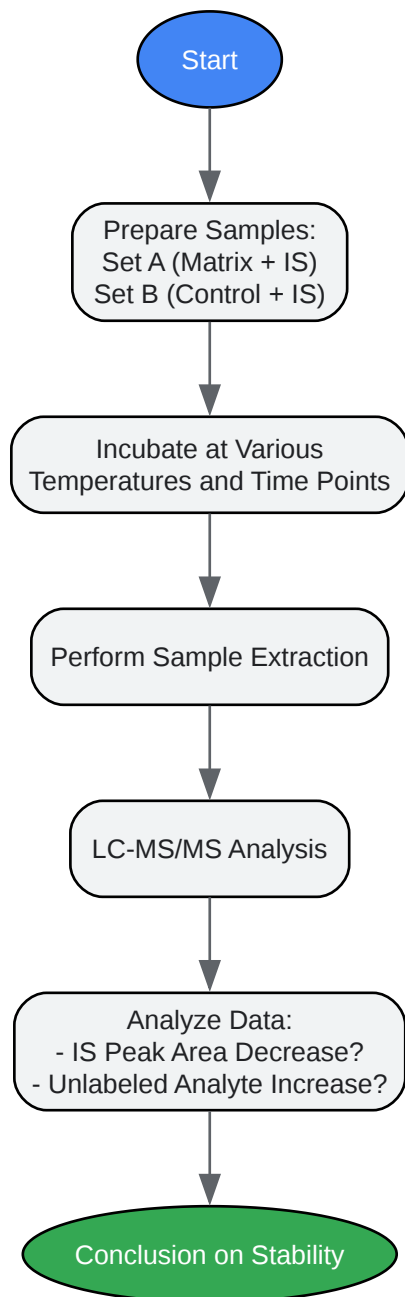 Start
Prepare Samples:
Set A (Matrix + IS)
Set B (Control + IS)
Incubate at Various
Temperatures and Time Points
Perform Sample Extraction
LC-MS/MS Analysis
Analyze Data:
- IS Peak Area Decrease?
- Unlabeled Analyte Increase?
Conclusion on Stability